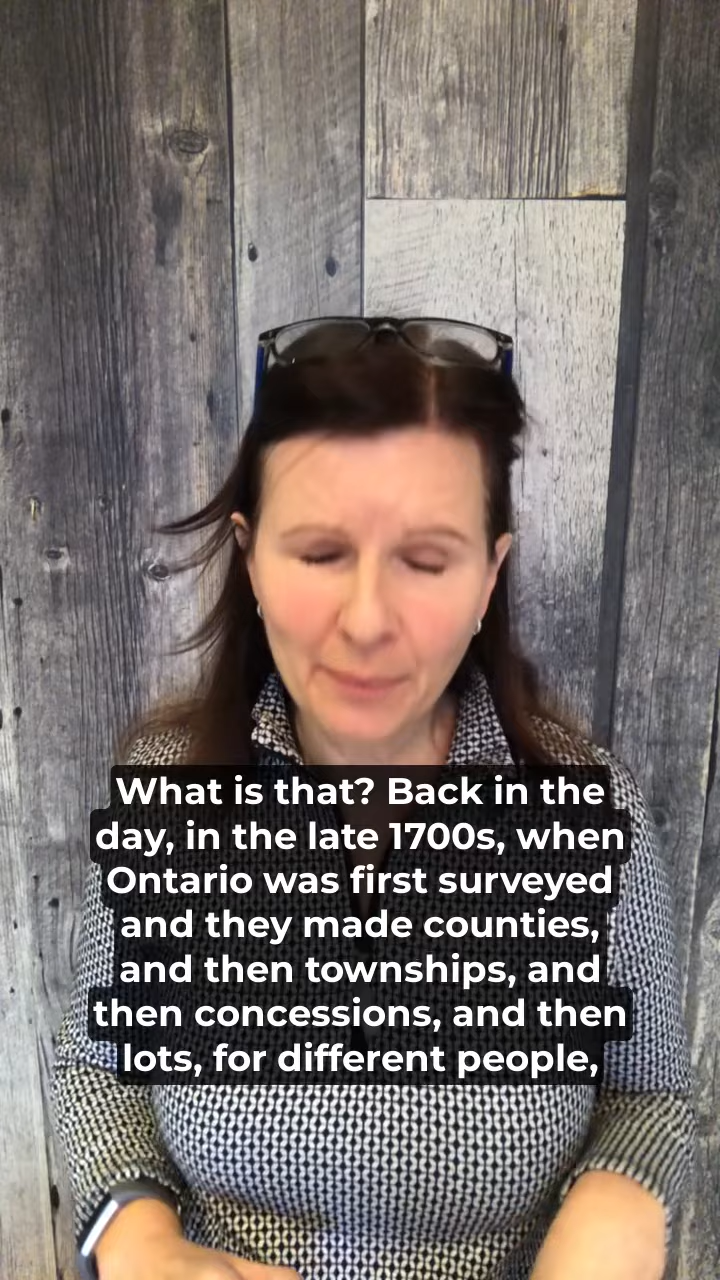 What is that? Back in the
day, in the late 1700s, when
Ontario was first surveyed
and they made counties,
and then townships, and
then concessions, and then
lots, for different people,